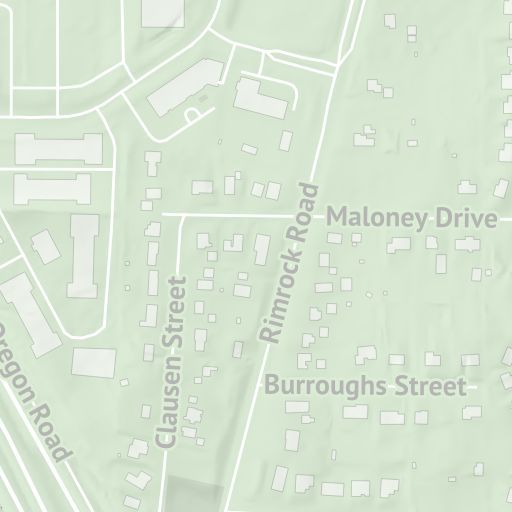 Maloney Drive
Rimrock Road
Clausen Street
Burroughs Street
Oregon Road